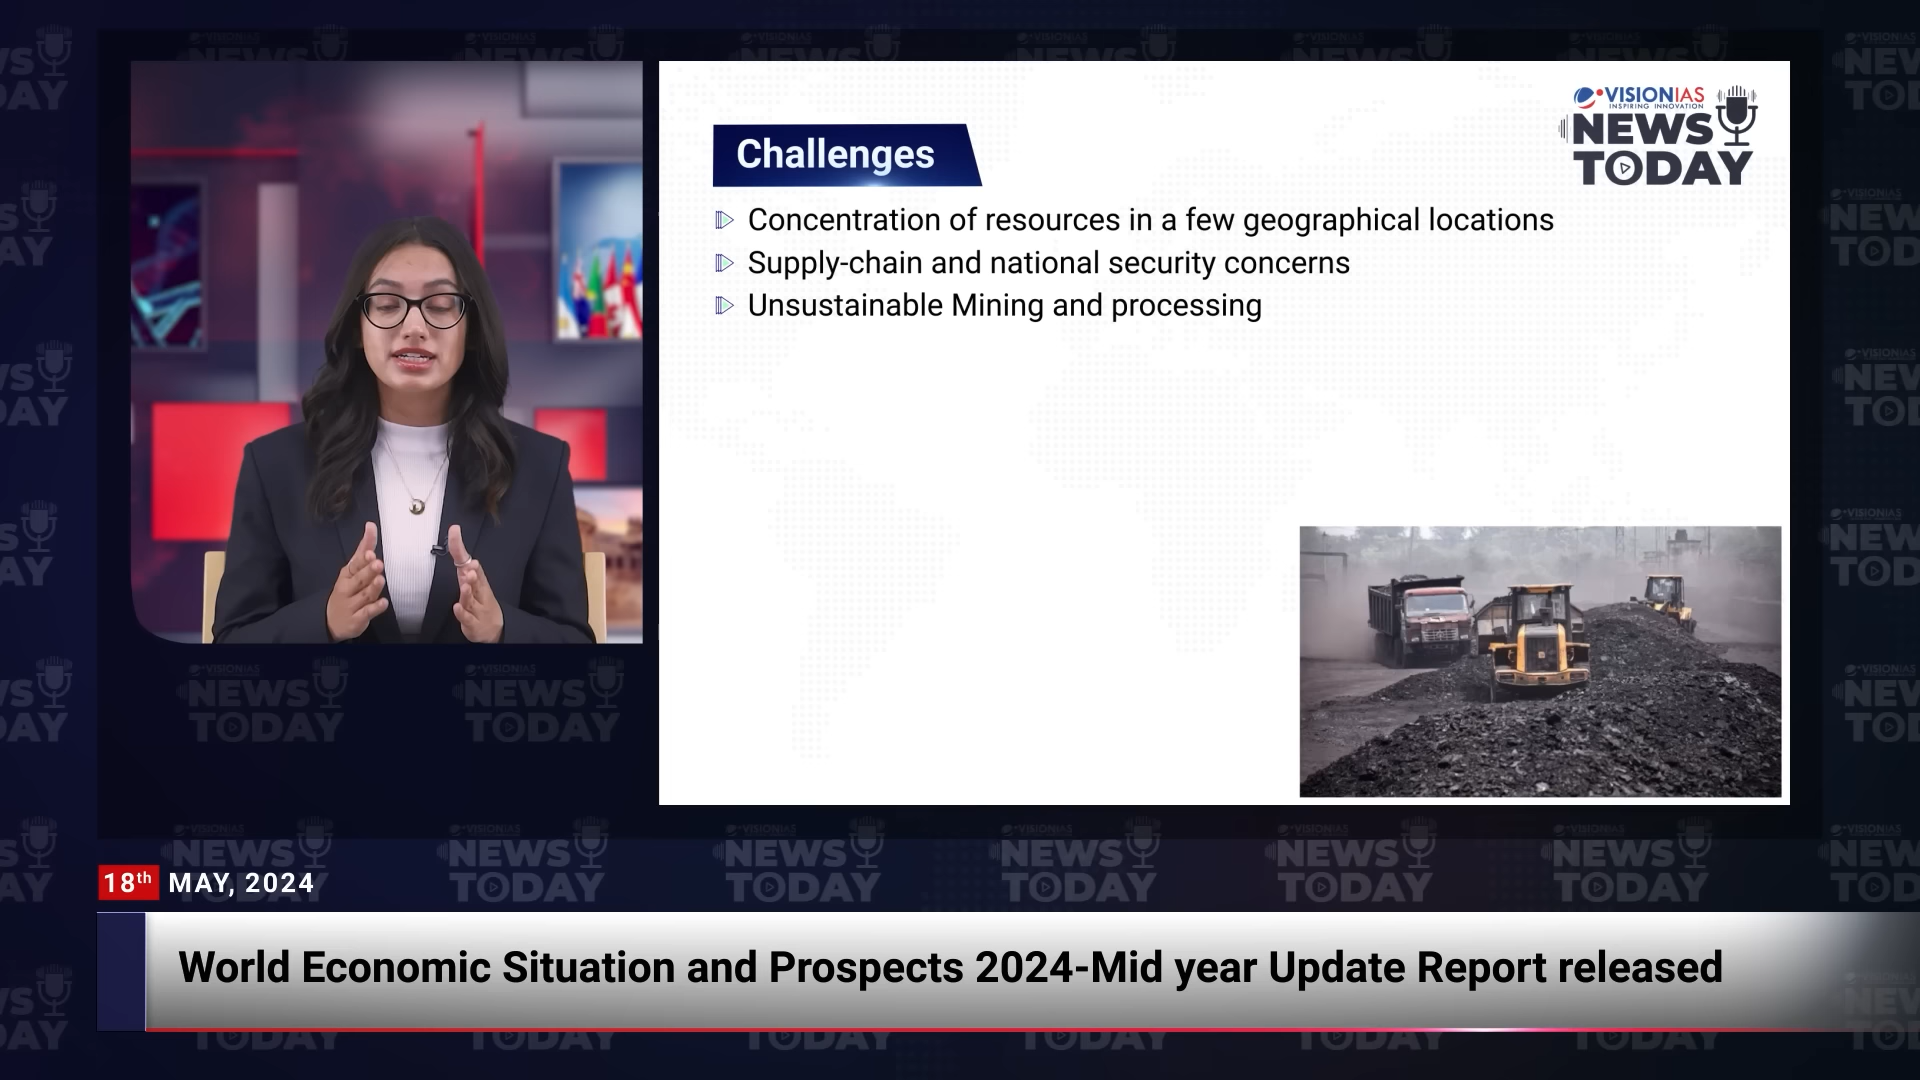 VISIONIAS
INSPIRING INNOVATION
NEWS
TODAY
Challenges
Concentration of resources in a few geographical locations
Supply-chain and national security concerns
Unsustainable Mining and processing
18th MAY, 2024
World Economic Situation and Prospects 2024-Mid year Update Report released